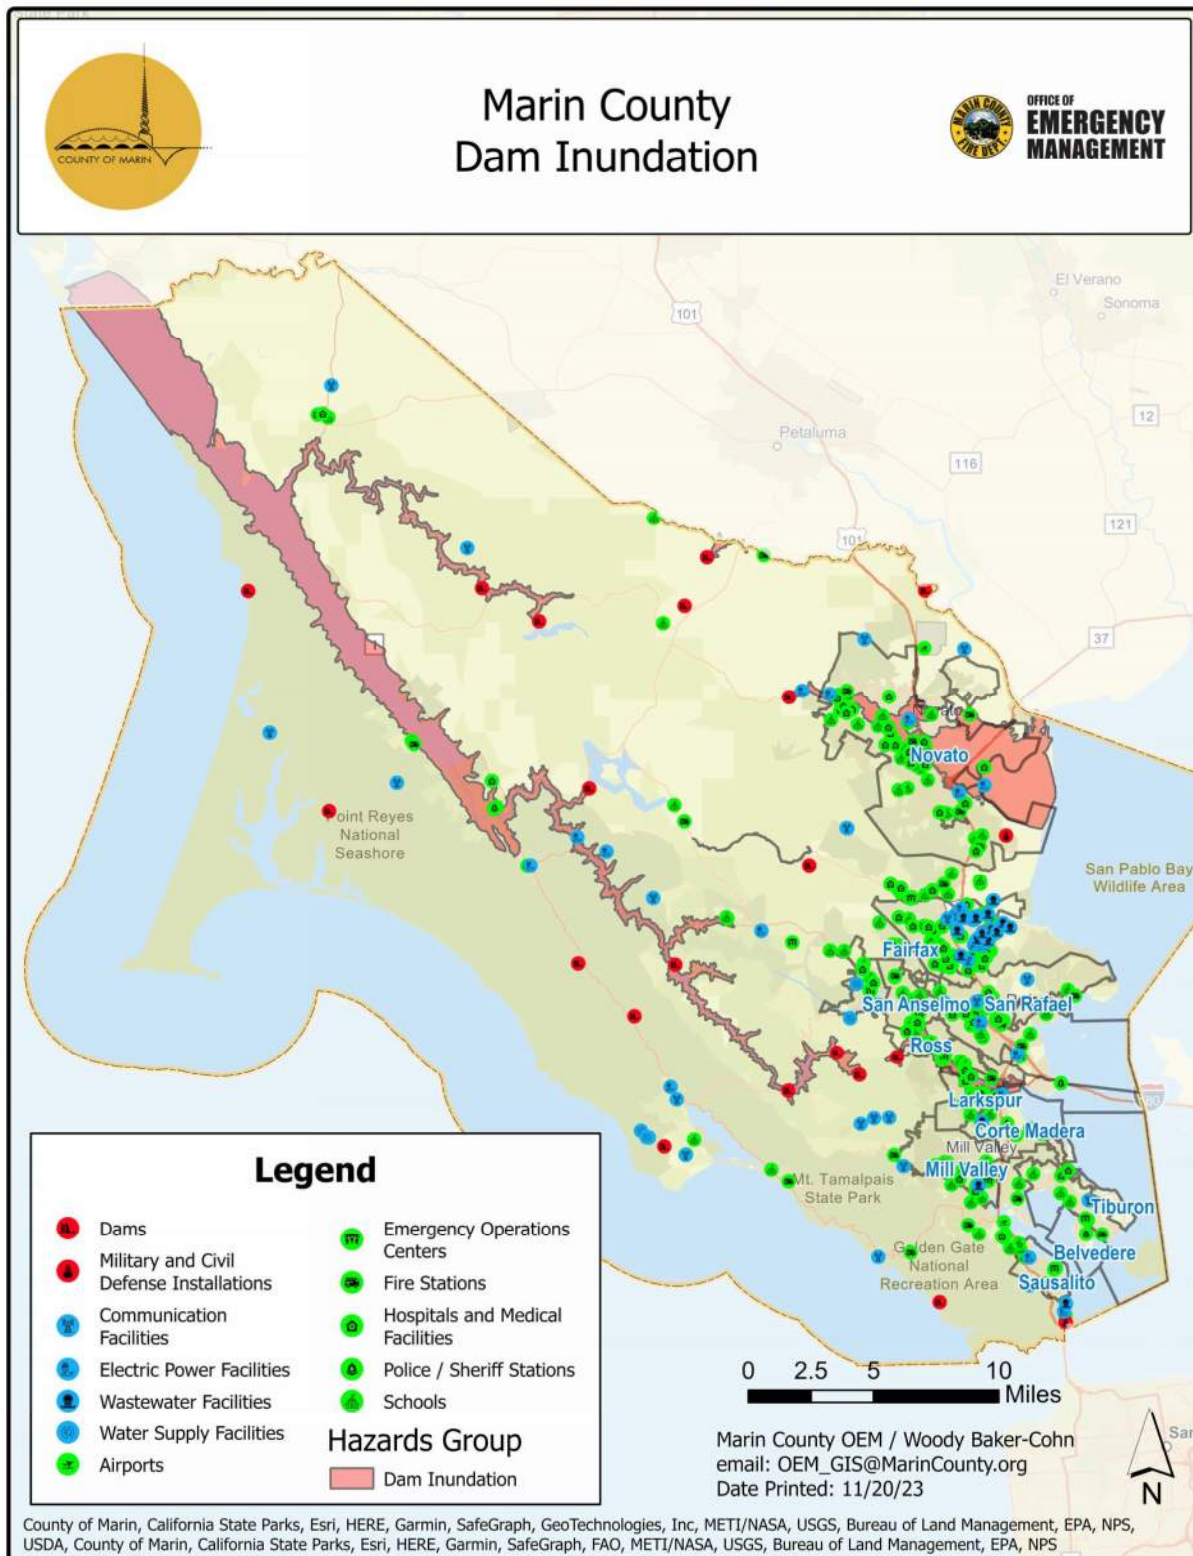 State Park
Marin County
Dam Inundation
COUNTY OF MARIN
MARIN COUNTY
FIRE DEPT.
OFFICE OF
EMERGENCY
MANAGEMENT
El Verano
Sonoma
101
12
Petaluma
116
121
101
37
1
Novato
Point Reyes
National
Seashore
San Pablo Bay
Wildlife Area
Fairfax
San Anselmo
San Rafael
Ross
Larkspur
Corte Madera
Mill Valley
Mill Valley
Mt. Tamalpais
State Park
Tiburon
Golden Gate
National
Recreation Area
Belvedere
Sausalito
Legend
Dams
Military and Civil
Defense Installations
Communication
Facilities
Electric Power Facilities
Wastewater Facilities
Water Supply Facilities
Airports
Emergency Operations
Centers
Fire Stations
Hospitals and Medical
Facilities
Police / Sheriff Stations
Schools
Hazards Group
Dam Inundation
0 2.5 5 10
Miles
Marin County OEM / Woody Baker-Cohn
email: OEM_GIS@MarinCounty.org
Date Printed: 11/20/23
N
County of Marin, California State Parks, Esri, HERE, Garmin, SafeGraph, GeoTechnologies, Inc, METI/NASA, USGS, Bureau of Land Management, EPA, NPS,
USDA, County of Marin, California State Parks, Esri, HERE, Garmin, SafeGraph, FAO, METI/NASA, USGS, Bureau of Land Management, EPA, NPS